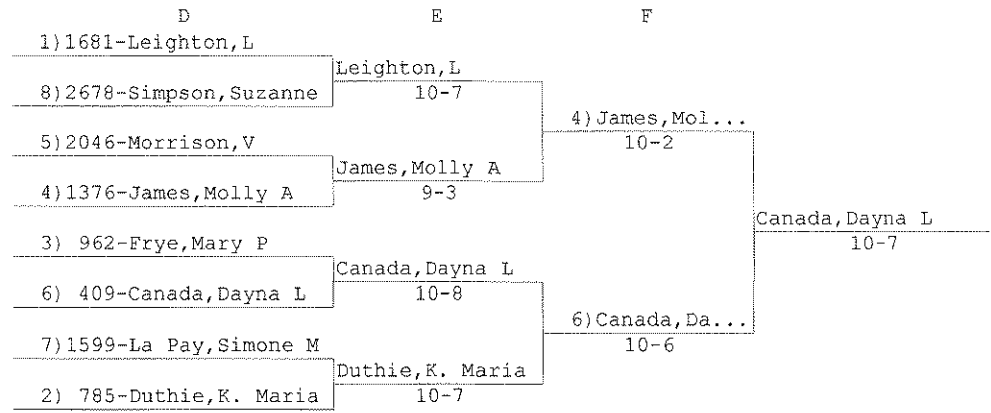 D E F
1)1681-Leighton,L
Leighton,L
8)2678-Simpson,Suzanne
10-7
4)James,Mol...
5)2046-Morrison,V
10-2
James,Molly A
4)1376-James,Molly A
9-3
Canada,Dayna L
3) 962-Frye,Mary P
10-7
Canada,Dayna L
6) 409-Canada,Dayna L
10-8
6)Canada,Da...
7)1599-La Pay,Simone M
10-6
Duthie,K. Maria
2) 785-Duthie,K. Maria
10-7